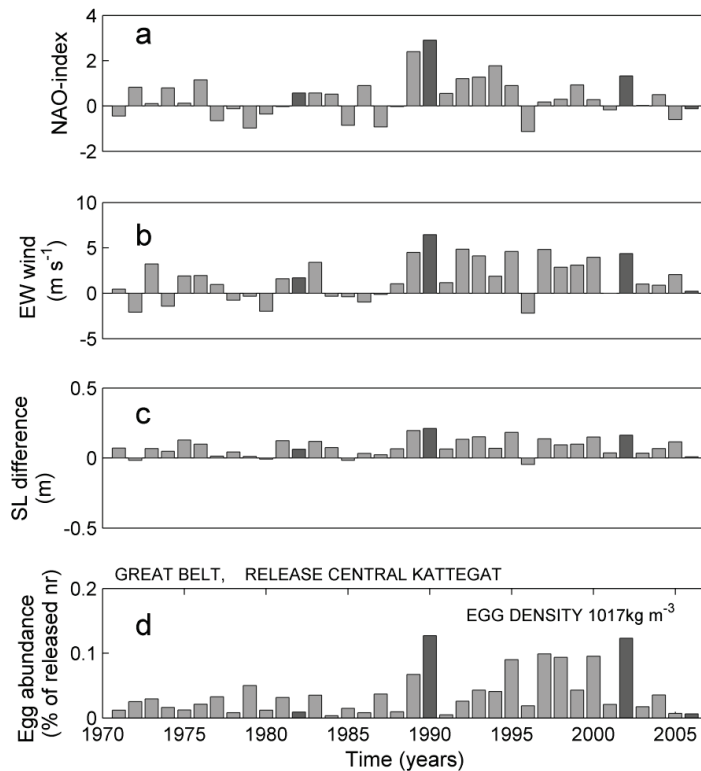 a
4
2
0
-2
NAO-index
b
10
5
0
-5
EW wind
(m s⁻¹)
c
0.5
0
-0.5
SL difference
(m)
GREAT BELT, RELEASE CENTRAL KATTEGAT
EGG DENSITY 1017kg m⁻³
d
0.2
0.1
0
Egg abundance
(% of released nr)
1970 1975 1980 1985 1990 1995 2000 2005
Time (years)